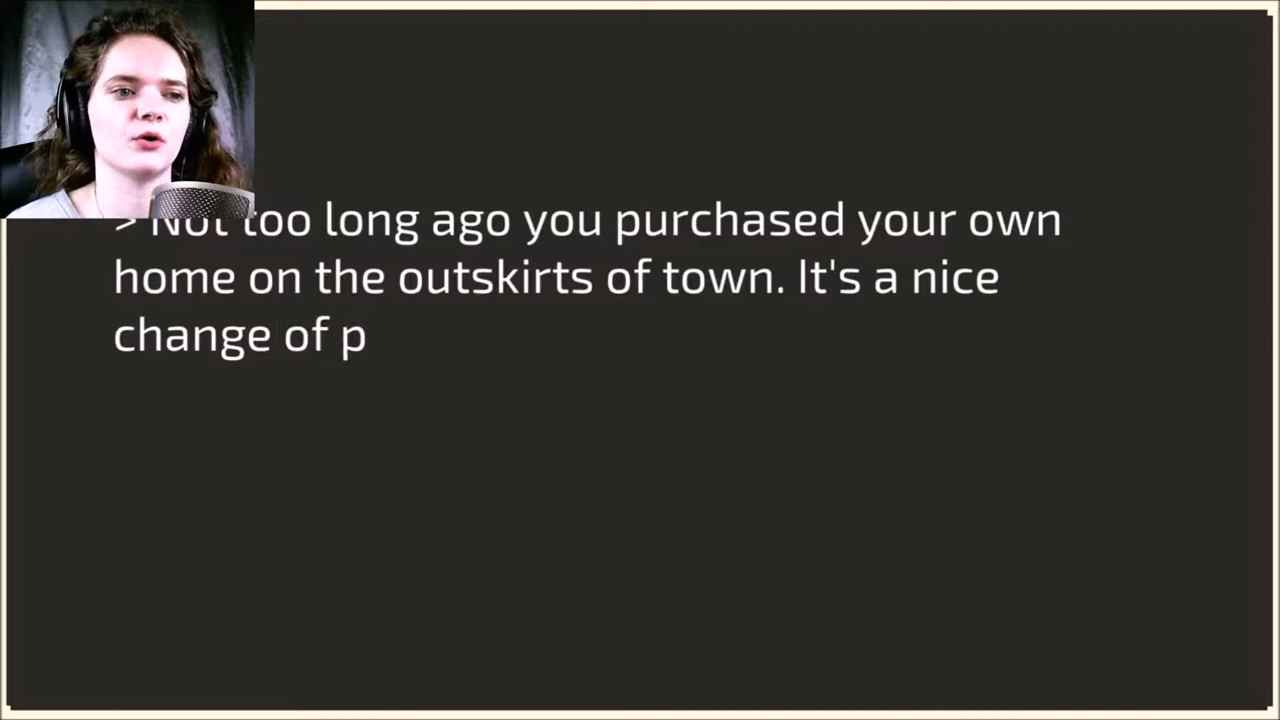 > Not too long ago you purchased your own
home on the outskirts of town. It's a nice
change of p